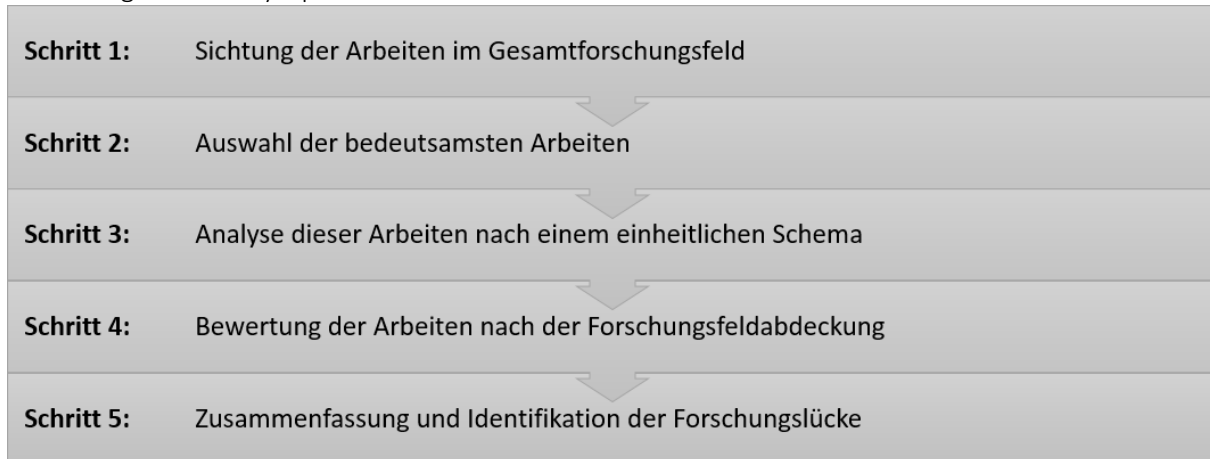 Schritt 1: Sichtung der Arbeiten im Gesamtforschungsfeld
Schritt 2: Auswahl der bedeutsamsten Arbeiten
Schritt 3: Analyse dieser Arbeiten nach einem einheitlichen Schema
Schritt 4: Bewertung der Arbeiten nach der Forschungsfeldabdeckung
Schritt 5: Zusammenfassung und Identifikation der Forschungslücke